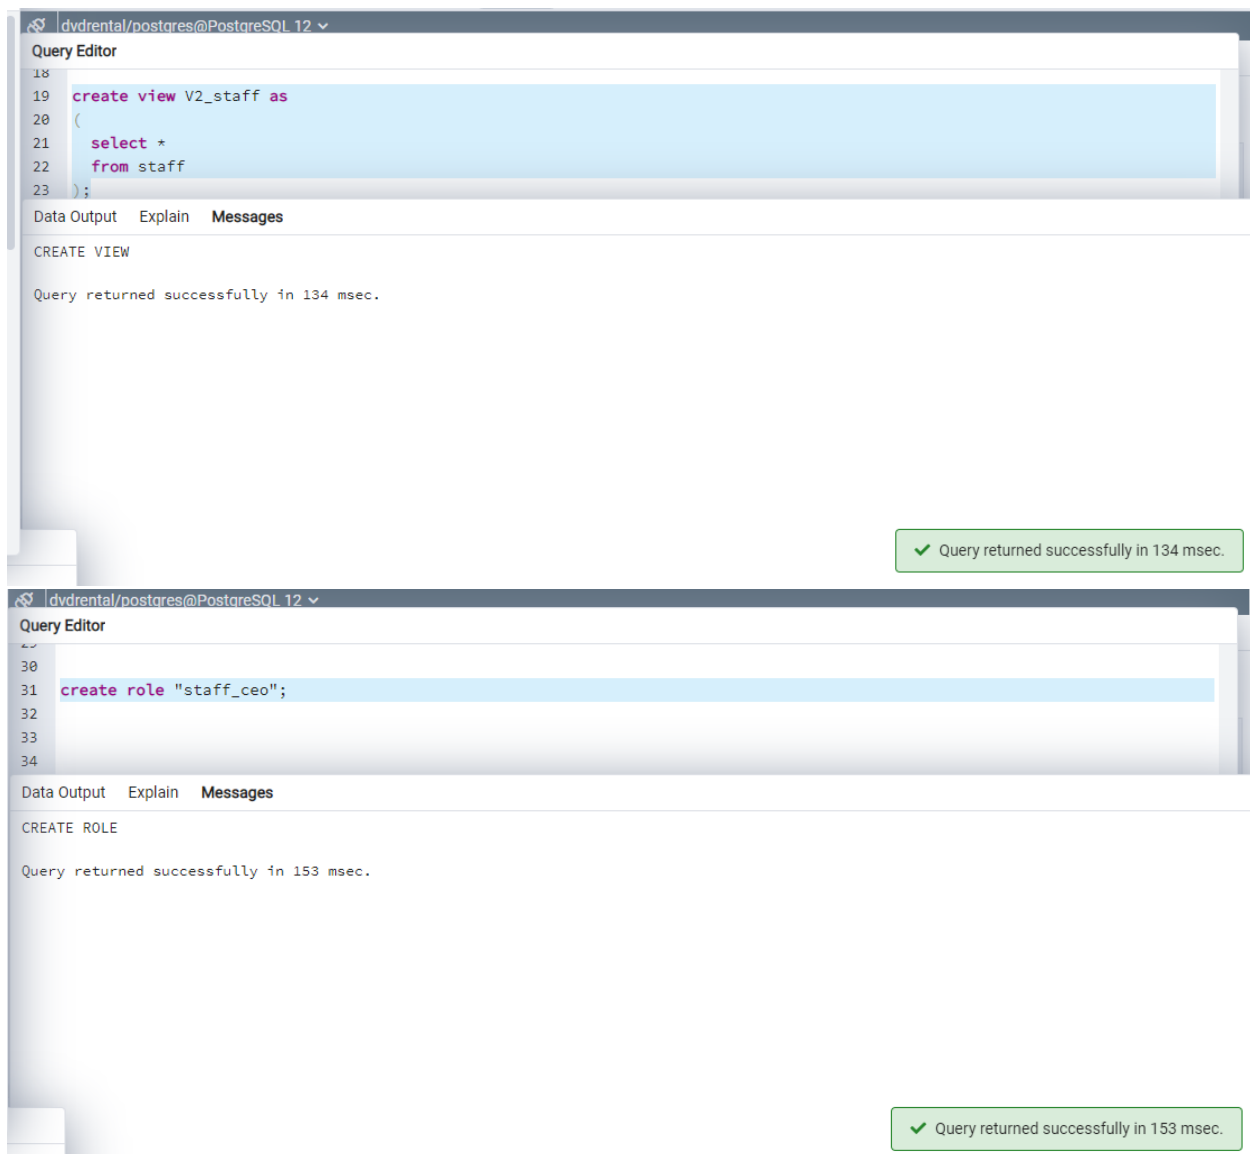 dvdrental/postgres@PostgreSQL 12
Query Editor
18
19 create view V2_staff as
20 (
21 select *
22 from staff
23 );
Data Output Explain Messages
CREATE VIEW
Query returned successfully in 134 msec.
Query returned successfully in 134 msec.
dvdrental/postgres@PostgreSQL 12
Query Editor
30
31 create role "staff_ceo";
32
33
34
Data Output Explain Messages
CREATE ROLE
Query returned successfully in 153 msec.
Query returned successfully in 153 msec.